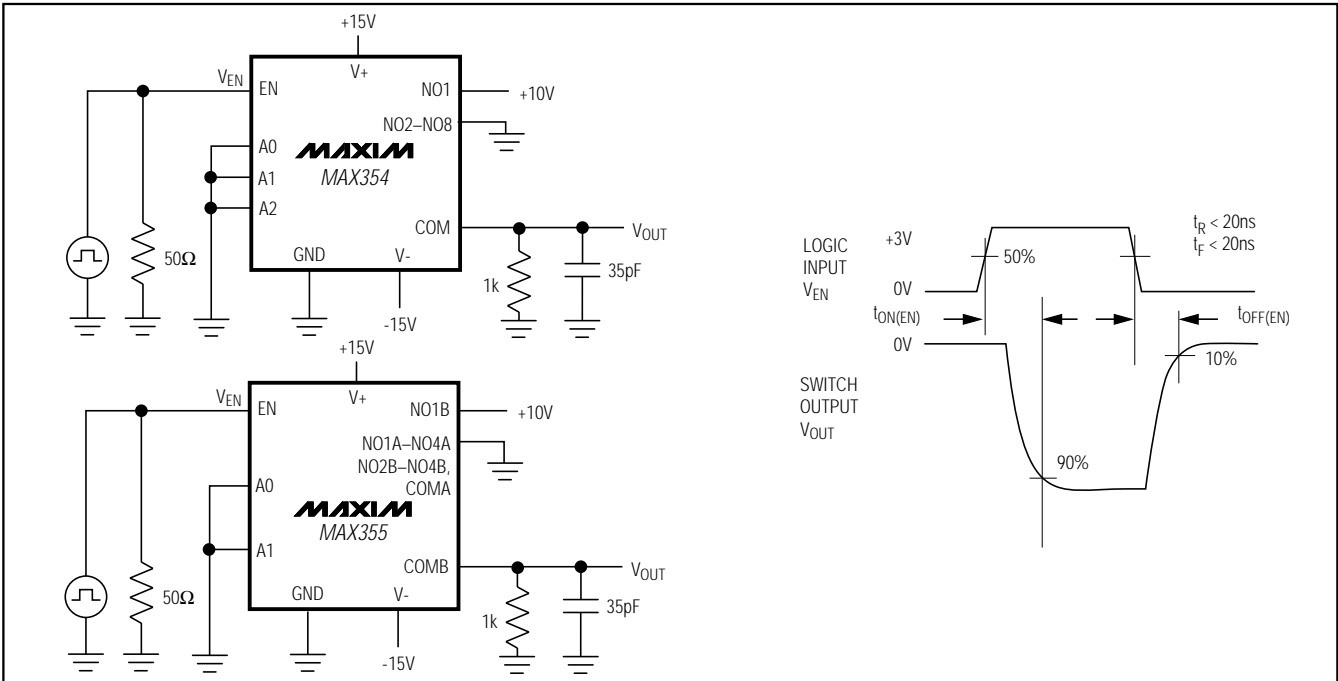 +15V
V+
VEN
EN
NO1
+10V
NO2–NO8
A0
MAXIM
MAX354
A1
A2
COM
VOUT
50Ω
GND
V-
1k
35pF
-15V
+15V
V+
VEN
EN
NO1B
+10V
NO1A–NO4A
NO2B–NO4B,
COMA
A0
MAXIM
MAX355
A1
COMB
VOUT
50Ω
GND
V-
1k
35pF
-15V
LOGIC
INPUT
VEN
+3V
0V
50%
tR < 20ns
tF < 20ns
tON(EN)
tOFF(EN)
0V
10%
SWITCH
OUTPUT
VOUT
90%